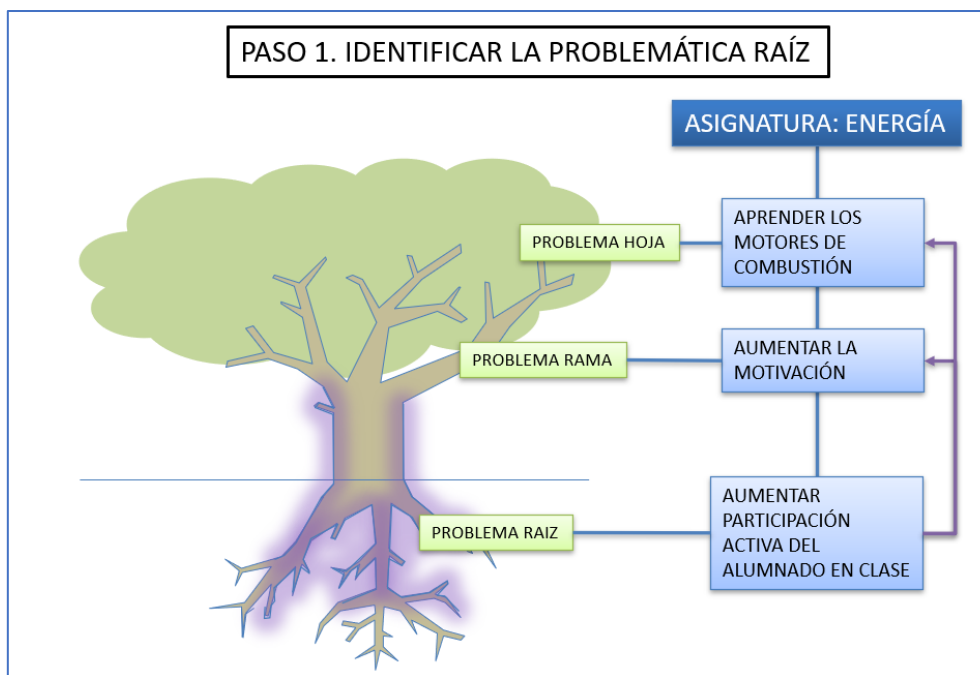 PASO 1. IDENTIFICAR LA PROBLEMÁTICA RAÍZ
ASIGNATURA: ENERGÍA
PROBLEMA HOJA
APRENDER LOS
MOTORES DE
COMBUSTIÓN
PROBLEMA RAMA
AUMENTAR LA
MOTIVACIÓN
PROBLEMA RAIZ
AUMENTAR
PARTICIPACIÓN
ACTIVA DEL
ALUMNADO EN CLASE